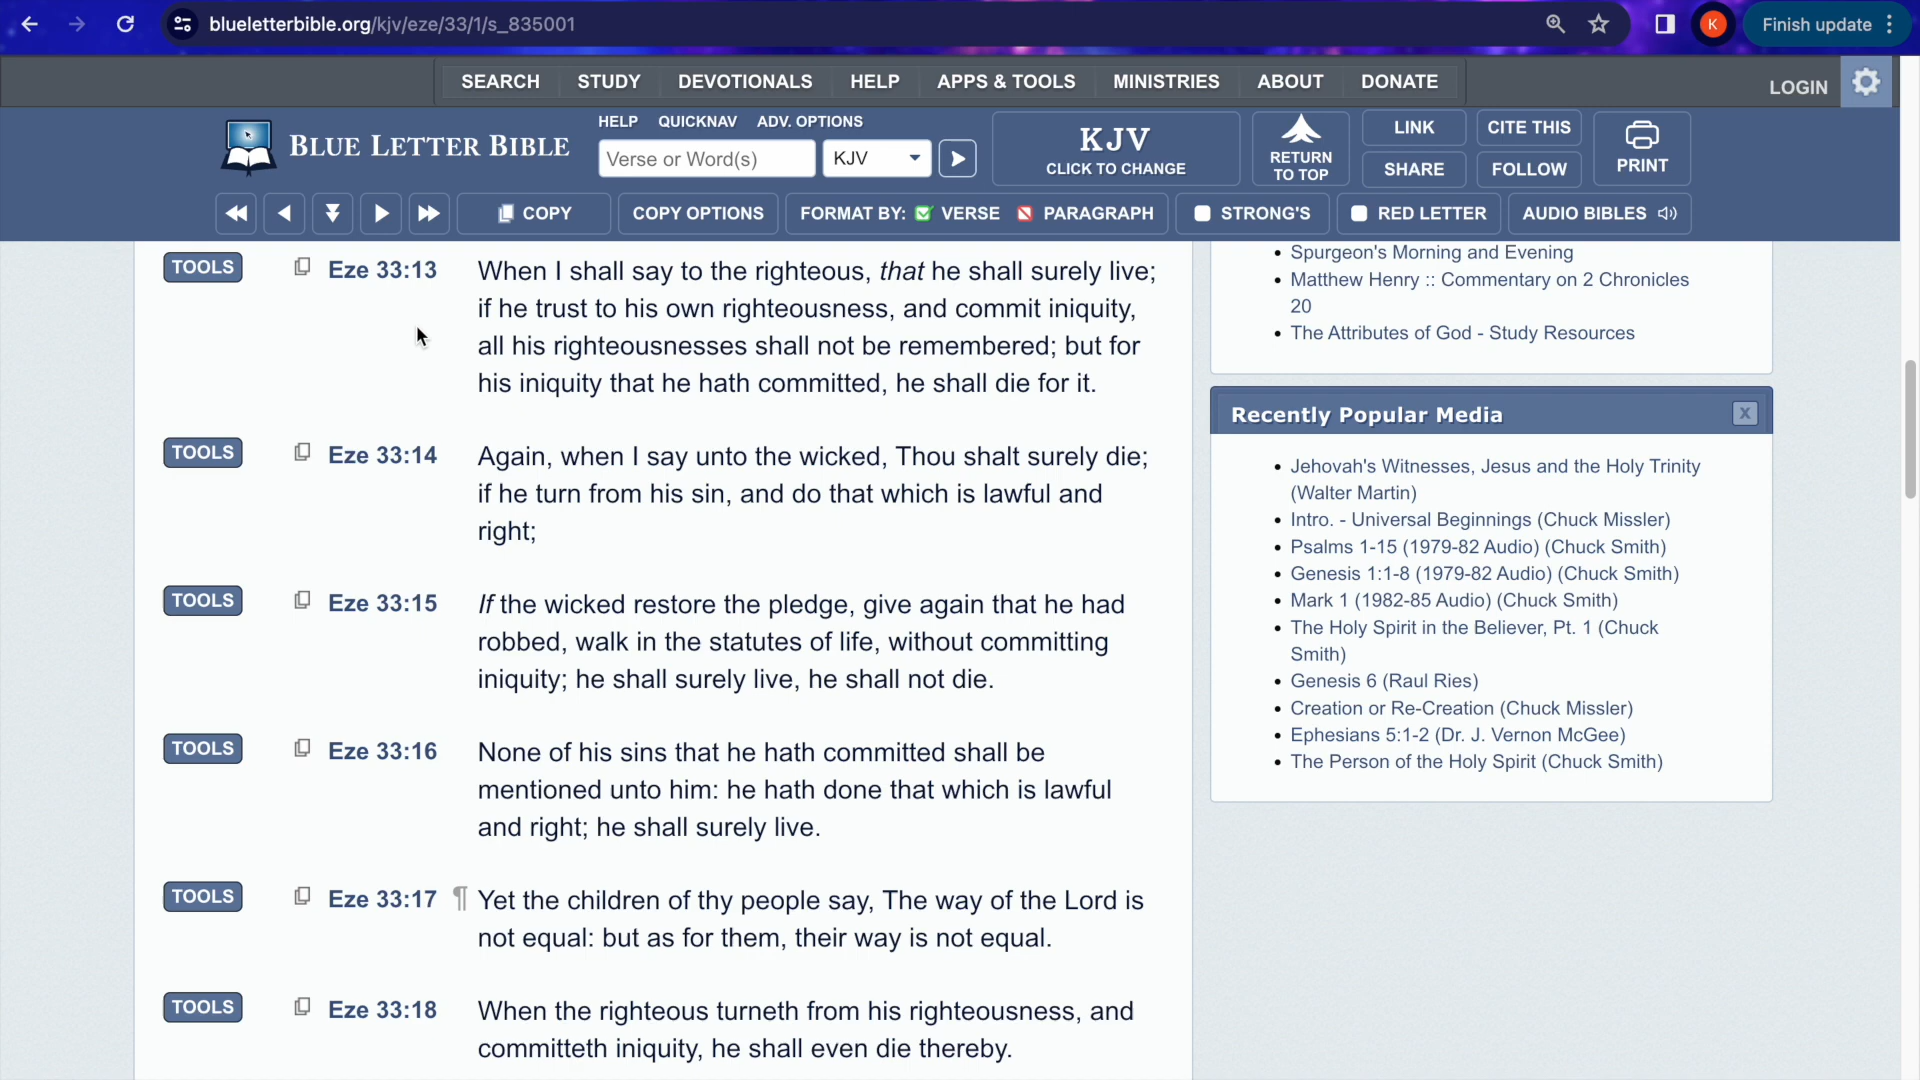 blueletterbible.org/kjv/eze/33/1/s_835001
K
Finish update
SEARCH STUDY DEVOTIONALS HELP APPS & TOOLS MINISTRIES ABOUT DONATE
LOGIN
BLUE LETTER BIBLE
HELP QUICKNAV ADV. OPTIONS
Verse or Word(s)
KJV
KJV
CLICK TO CHANGE
RETURN
TO TOP
LINK
CITE THIS
SHARE
FOLLOW
PRINT
COPY
COPY OPTIONS
FORMAT BY: VERSE PARAGRAPH
STRONG'S
RED LETTER
AUDIO BIBLES
TOOLS Eze 33:13 When I shall say to the righteous, that he shall surely live;
if he trust to his own righteousness, and commit iniquity,
all his righteousnesses shall not be remembered; but for
his iniquity that he hath committed, he shall die for it.
TOOLS Eze 33:14 Again, when I say unto the wicked, Thou shalt surely die;
if he turn from his sin, and do that which is lawful and
right;
TOOLS Eze 33:15 If the wicked restore the pledge, give again that he had
robbed, walk in the statutes of life, without committing
iniquity; he shall surely live, he shall not die.
TOOLS Eze 33:16 None of his sins that he hath committed shall be
mentioned unto him: he hath done that which is lawful
and right; he shall surely live.
TOOLS Eze 33:17 ¶ Yet the children of thy people say, The way of the Lord is
not equal: but as for them, their way is not equal.
TOOLS Eze 33:18 When the righteous turneth from his righteousness, and
committeth iniquity, he shall even die thereby.
• Spurgeon's Morning and Evening
• Matthew Henry :: Commentary on 2 Chronicles
20
• The Attributes of God - Study Resources
Recently Popular Media x
• Jehovah's Witnesses, Jesus and the Holy Trinity
(Walter Martin)
• Intro. - Universal Beginnings (Chuck Missler)
• Psalms 1-15 (1979-82 Audio) (Chuck Smith)
• Genesis 1:1-8 (1979-82 Audio) (Chuck Smith)
• Mark 1 (1982-85 Audio) (Chuck Smith)
• The Holy Spirit in the Believer, Pt. 1 (Chuck
Smith)
• Genesis 6 (Raul Ries)
• Creation or Re-Creation (Chuck Missler)
• Ephesians 5:1-2 (Dr. J. Vernon McGee)
• The Person of the Holy Spirit (Chuck Smith)